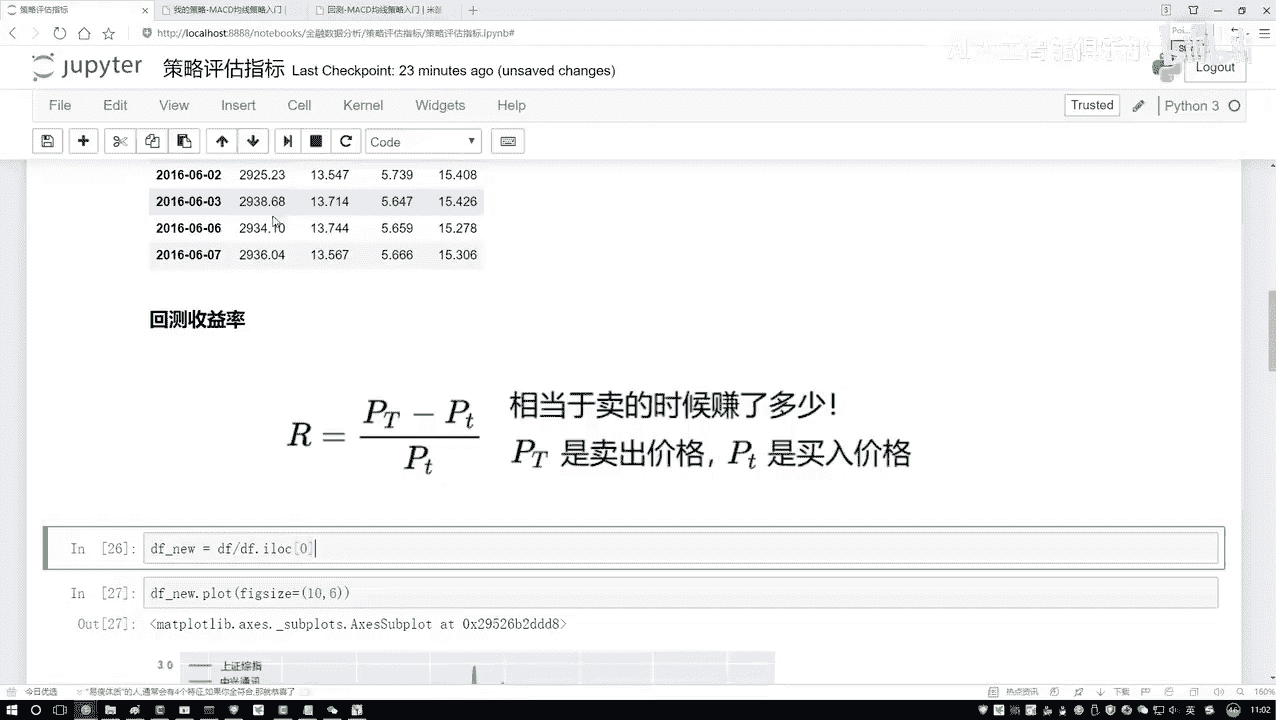 策略评估指标
我的策略-MACD均线策略入门
回测-MACD均线策略入门 | 米筐
http://localhost:8888/notebooks/金融数据分析/策略评估指标/策略评估指标.ipynb#
jupyter 策略评估指标 Last Checkpoint: 23 minutes ago (unsaved changes)
Logout
File Edit View Insert Cell Kernel Widgets Help
Trusted Python 3
Code
2016-06-02 2925.23 13.547 5.739 15.408
2016-06-03 2938.68 13.714 5.647 15.426
2016-06-06 2934.10 13.744 5.659 15.278
2016-06-07 2936.04 13.567 5.666 15.306
回测收益率
R = \frac{P_T - P_t}{P_t}
相当于卖的时候赚了多少!
P_T 是卖出价格, P_t 是买入价格
In [26]: df_new = df/df.iloc[0]
In [27]: df_new.plot(figsize=(10,6))
Out[27]: <matplotlib.axes._subplots.AxesSubplot at 0x29526b2ddd8>
3.0 上证综指
中兴通讯
今日优选 "易瘦体质"的人,通常会有4个特征,如果你全符合,那就恭喜了
热点资讯 下载 160%
英 11:02